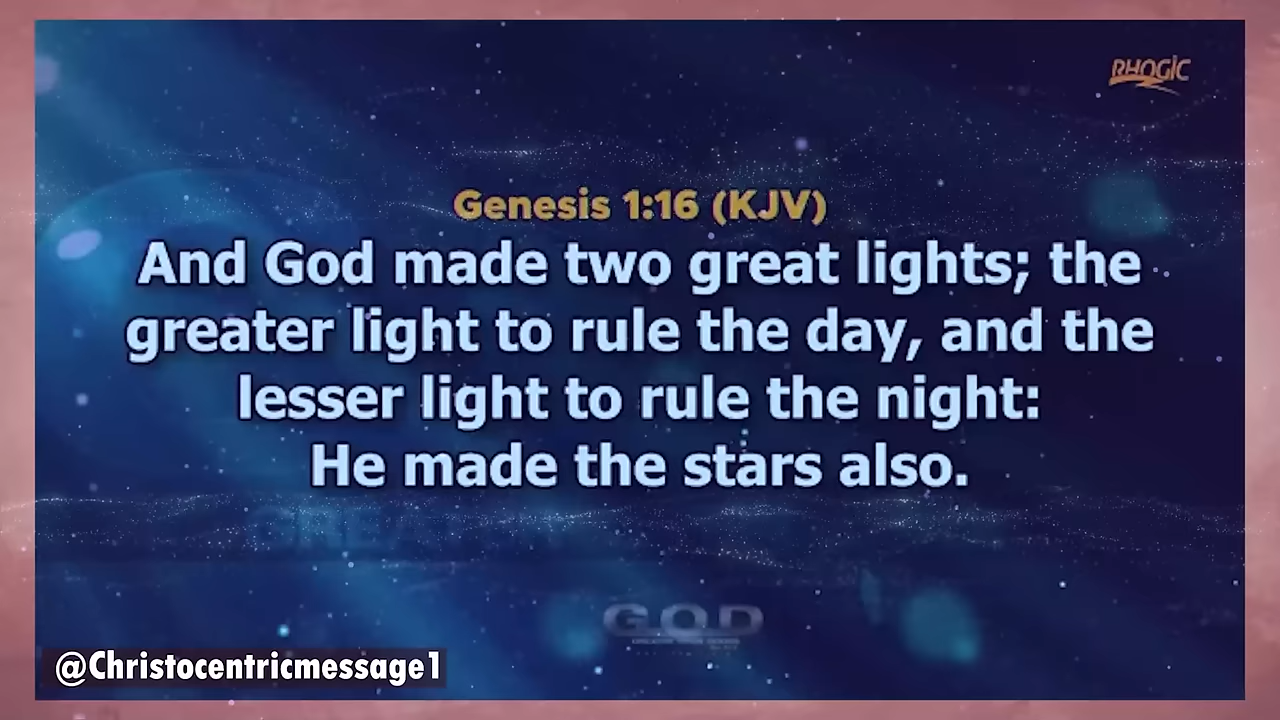 RHOGIC
Genesis 1:16 (KJV)
And God made two great lights; the
greater light to rule the day, and the
lesser light to rule the night:
He made the stars also.
G.O.D
@Christocentricmessage1